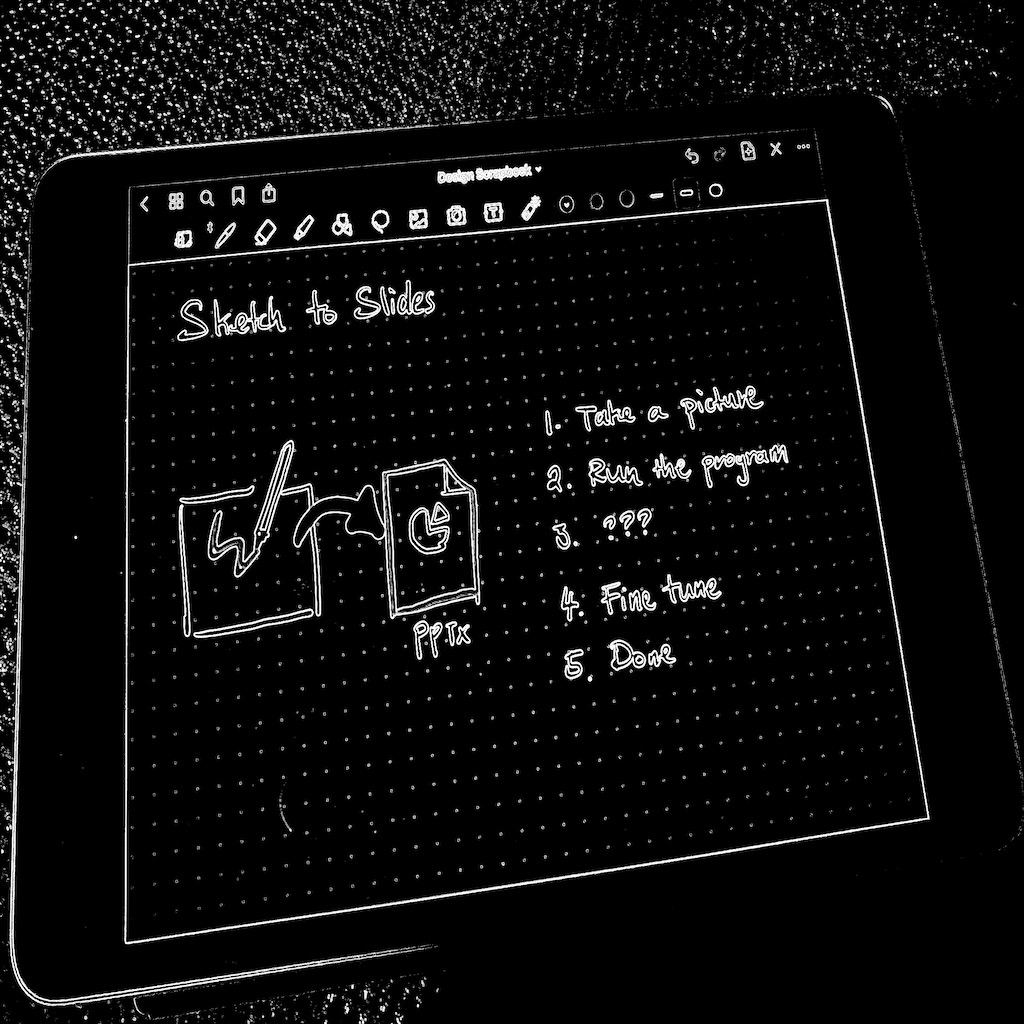 Design Scrapbook
Sketch to Slides
1. Take a picture
2. Run the program
3. ???
4. Fine tune
5. Done
PPTx